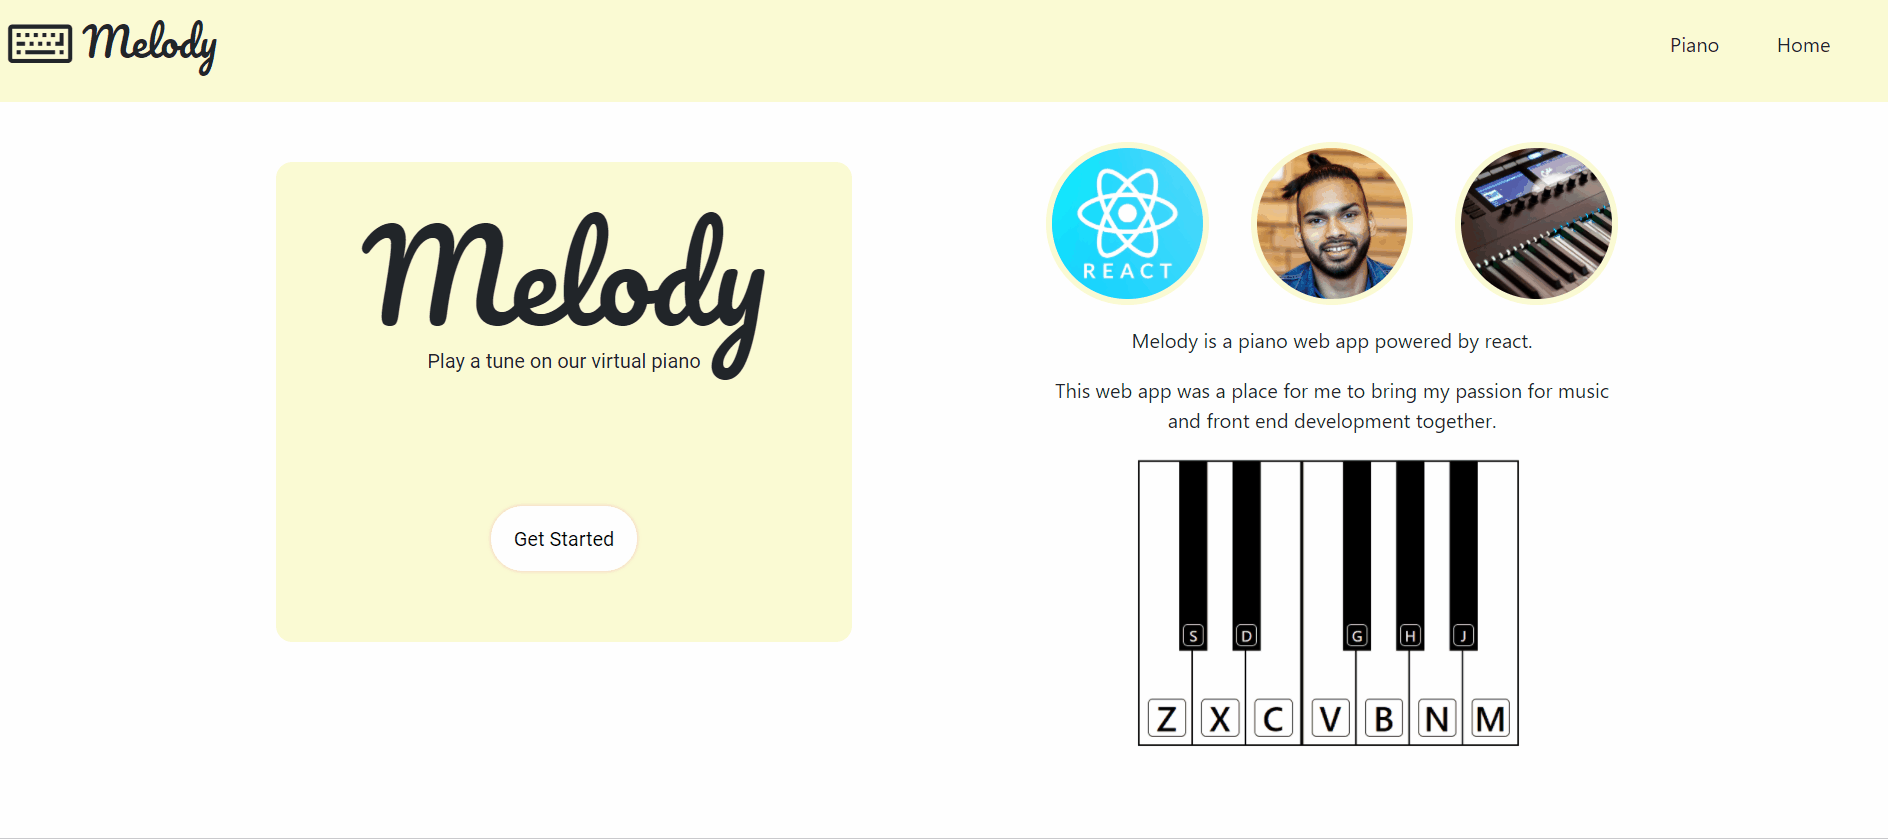 Melody
Piano
Home
Melody
Play a tune on our virtual piano
Get Started
REACT
Melody is a piano web app powered by react.
This web app was a place for me to bring my passion for music
and front end development together.
S D G H J
Z X C V B N M